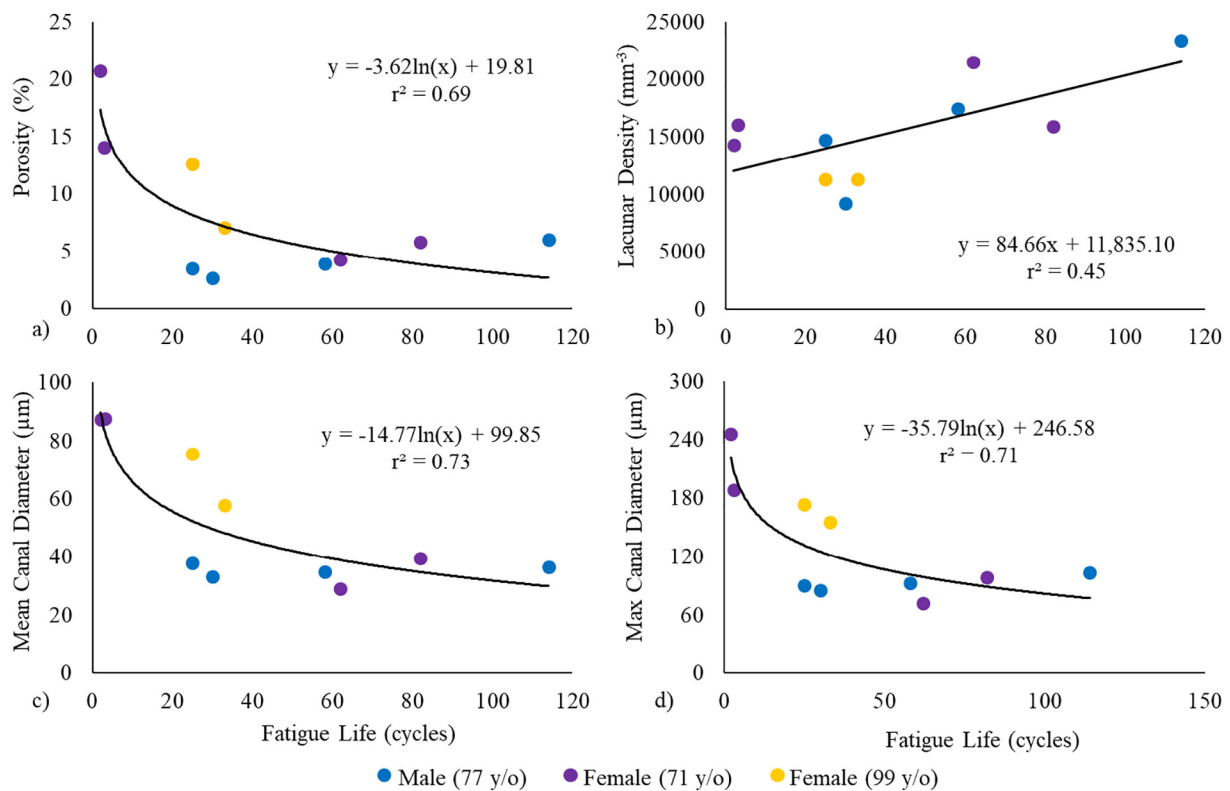 a)
Porosity (%)
25
20
15
10
5
0
0 20 40 60 80 100 120
y = -3.62ln(x) + 19.81
r² = 0.69
b)
Lacunar Density (mm⁻³)
25000
20000
15000
10000
5000
0
0 20 40 60 80 100 120
y = 84.66x + 11,835.10
r² = 0.45
c)
Mean Canal Diameter (µm)
100
80
60
40
20
0
0 20 40 60 80 100 120
Fatigue Life (cycles)
y = -14.77ln(x) + 99.85
r² = 0.73
d)
Max Canal Diameter (µm)
300
240
180
120
60
0
0 50 100 150
Fatigue Life (cycles)
y = -35.79ln(x) + 246.58
r² = 0.71
Male (77 y/o) Female (71 y/o) Female (99 y/o)